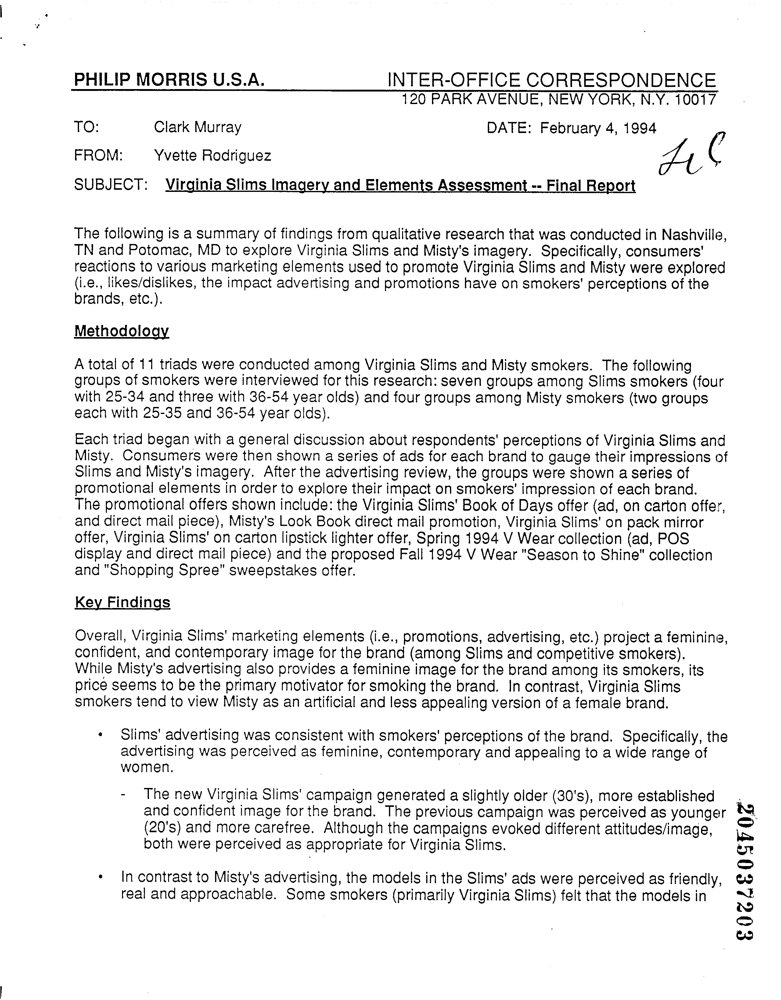 PHILIP MORRIS U.S.A. INTER-OFFICE CORRESPONDENCE
120 PARK AVENUE, NEW YORK, N.Y. 10017
TO: Clark Murray DATE: February 4, 1994
FROM: Yvette Rodriguez
SUBJECT: Virginia Slims Imagery and Elements Assessment -- Final Report
The following is a summary of findings from qualitative research that was conducted in Nashville,
TN and Potomac, MD to explore Virginia Slims and Misty's imagery. Specifically, consumers'
reactions to various marketing elements used to promote Virginia Slims and Misty were explored
(i.e., likes/dislikes, the impact advertising and promotions have on smokers' perceptions of the
brands, etc.).
Methodology
A total of 11 triads were conducted among Virginia Slims and Misty smokers. The following
groups of smokers were interviewed for this research: seven groups among Slims smokers (four
with 25-34 and three with 36-54 year olds) and four groups among Misty smokers (two groups
each with 25-35 and 36-54 year olds).
Each triad began with a general discussion about respondents' perceptions of Virginia Slims and
Misty. Consumers were then shown a series of ads for each brand to gauge their impressions of
Slims and Misty's imagery. After the advertising review, the groups were shown a series of
promotional elements in order to explore their impact on smokers' impression of each brand.
The promotional offers shown include: the Virginia Slims' Book of Days offer (ad, on carton offer,
and direct mail piece), Misty's Look Book direct mail promotion, Virginia Slims' on pack mirror
offer, Virginia Slims' on carton lipstick lighter offer, Spring 1994 V Wear collection (ad, POS
display and direct mail piece) and the proposed Fall 1994 V Wear "Season to Shine" collection
and "Shopping Spree" sweepstakes offer.
Key Findings
Overall, Virginia Slims' marketing elements (i.e., promotions, advertising, etc.) project a feminine,
confident, and contemporary image for the brand (among Slims and competitive smokers).
While Misty's advertising also provides a feminine image for the brand among its smokers, its
price seems to be the primary motivator for smoking the brand. In contrast, Virginia Slims
smokers tend to view Misty as an artificial and less appealing version of a female brand.
• Slims' advertising was consistent with smokers' perceptions of the brand. Specifically, the
advertising was perceived as feminine, contemporary and appealing to a wide range of
women.
- The new Virginia Slims' campaign generated a slightly older (30's), more established
and confident image for the brand. The previous campaign was perceived as younger
(20's) and more carefree. Although the campaigns evoked different attitudes/image,
both were perceived as appropriate for Virginia Slims.
• In contrast to Misty's advertising, the models in the Slims' ads were perceived as friendly,
real and approachable. Some smokers (primarily Virginia Slims) felt that the models in
2045037203